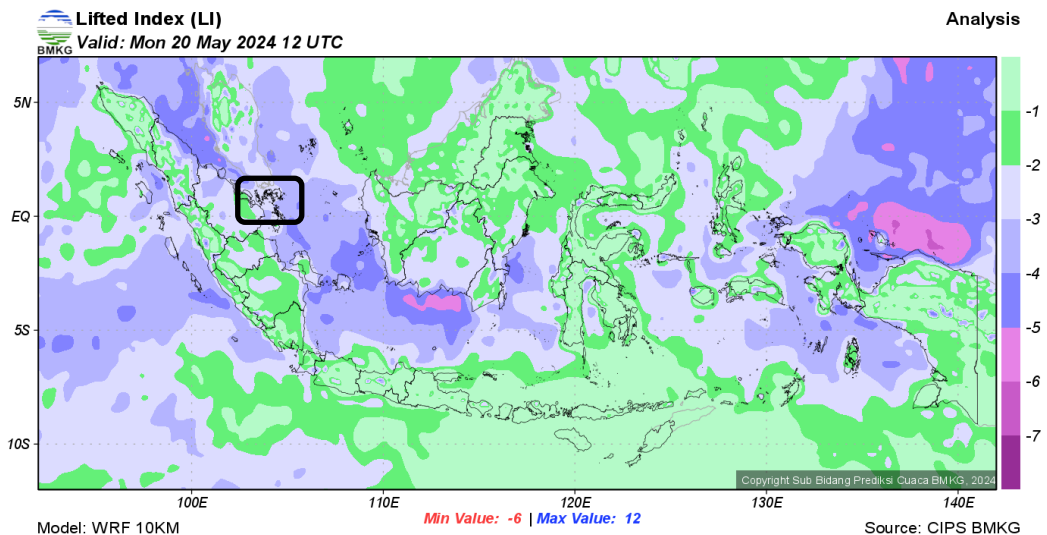 Lifted Index (LI)
Analysis
BMKG
Valid: Mon 20 May 2024 12 UTC
5N
EQ
5S
10S
-1
-2
-3
-4
-5
-6
-7
Copyright Sub Bidang Prediksi Cuaca BMKG, 2024
100E
110E
120E
130E
140E
Min Value: -6 | Max Value: 12
Model: WRF 10KM
Source: CIPS BMKG